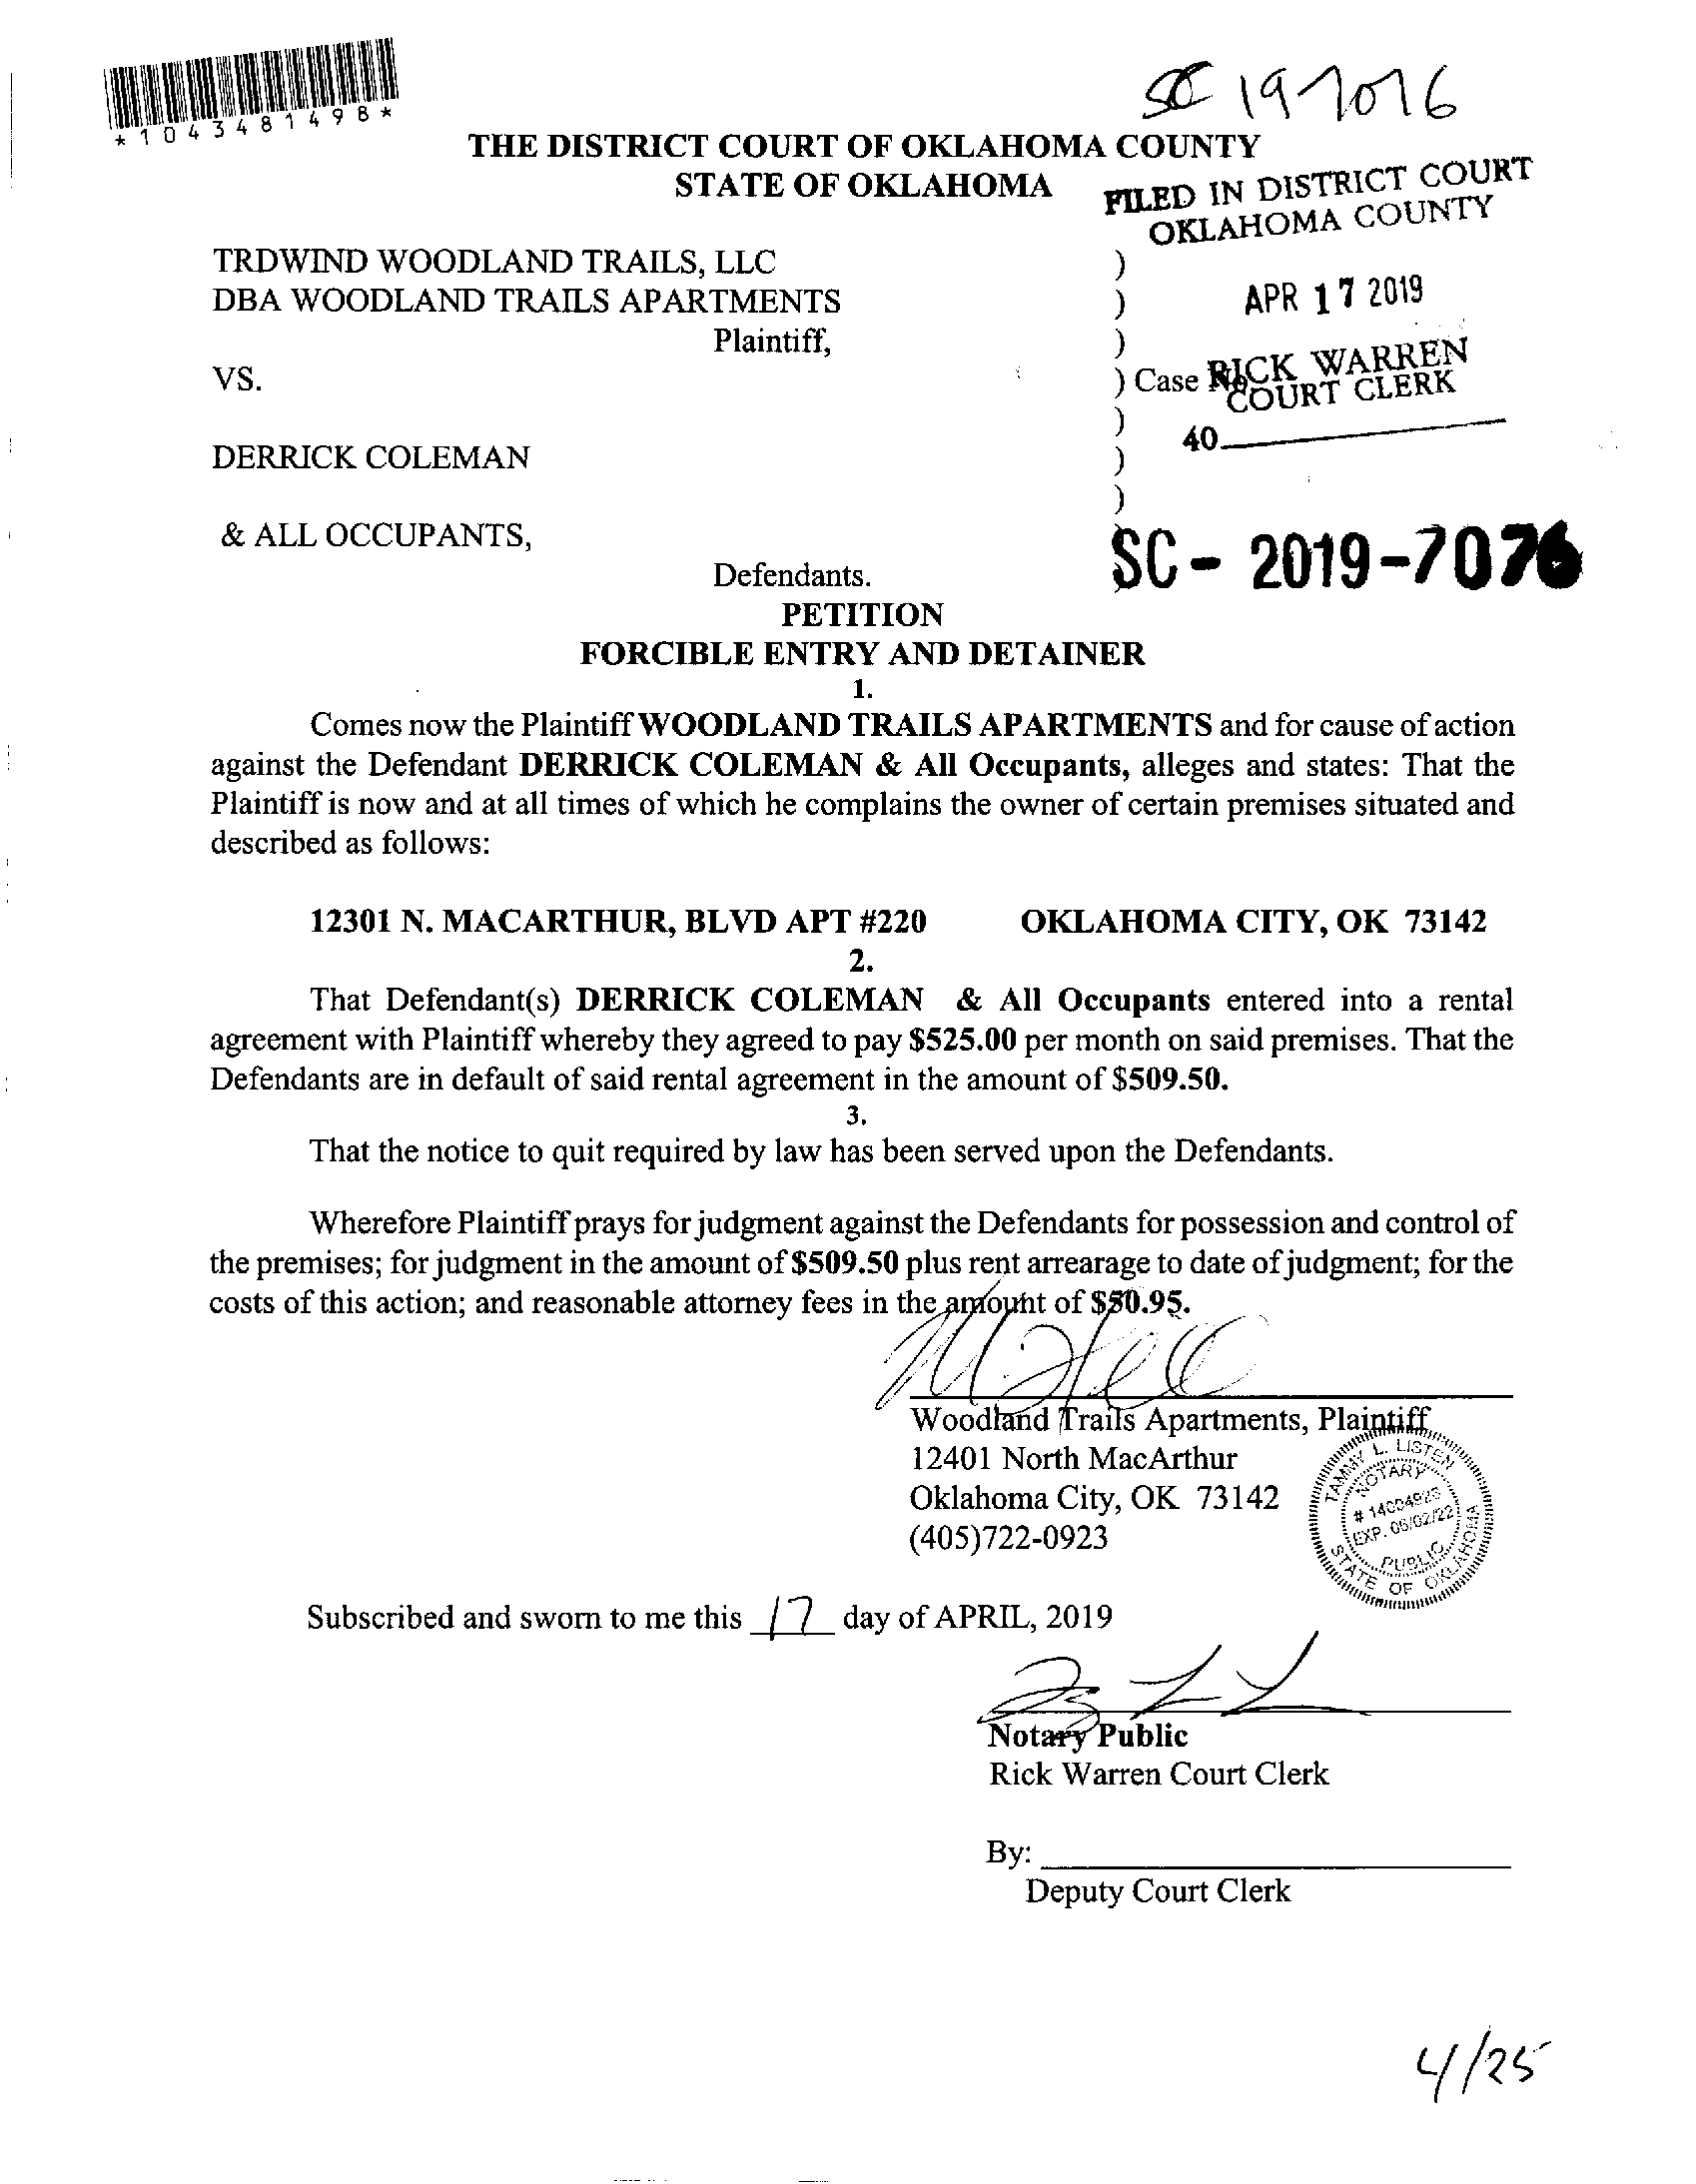 *1043481498*
SC 19-7076
THE DISTRICT COURT OF OKLAHOMA COUNTY
STATE OF OKLAHOMA
FILED IN DISTRICT COURT
OKLAHOMA COUNTY
TRDWIND WOODLAND TRAILS, LLC )
DBA WOODLAND TRAILS APARTMENTS )
APR 17 2019
Plaintiff, )
VS. ) Case No
RICK WARREN
COURT CLERK
)
40
DERRICK COLEMAN )
)
& ALL OCCUPANTS, )
SC - 2019-7076
Defendants.
PETITION
FORCIBLE ENTRY AND DETAINER
1.
Comes now the Plaintiff WOODLAND TRAILS APARTMENTS and for cause of action
against the Defendant DERRICK COLEMAN & All Occupants, alleges and states: That the
Plaintiff is now and at all times of which he complains the owner of certain premises situated and
described as follows:
12301 N. MACARTHUR, BLVD APT #220 OKLAHOMA CITY, OK 73142
2.
That Defendant(s) DERRICK COLEMAN & All Occupants entered into a rental
agreement with Plaintiff whereby they agreed to pay $525.00 per month on said premises. That the
Defendants are in default of said rental agreement in the amount of $509.50.
3.
That the notice to quit required by law has been served upon the Defendants.
Wherefore Plaintiff prays for judgment against the Defendants for possession and control of
the premises; for judgment in the amount of $509.50 plus rent arrearage to date of judgment; for the
costs of this action; and reasonable attorney fees in the amount of $50.95.
Woodland Trails Apartments, Plaintiff
12401 North MacArthur
Oklahoma City, OK 73142
(405)722-0923
TAMMY L. LISTEN
NOTARY
# 14004923
EXP. 05/02/22
PUBLIC
STATE OF OKLAHOMA
Subscribed and sworn to me this 17 day of APRIL, 2019
Notary Public
Rick Warren Court Clerk
By:
Deputy Court Clerk
4/25